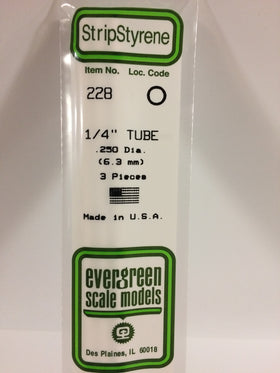 StripStyrene
Item No. Loc. Code
228
1/4" TUBE
.250 Dia.
(6.3 mm)
3 Pieces
Made in U.S.A.
evergreen
scale models
Des Plaines, IL 60018